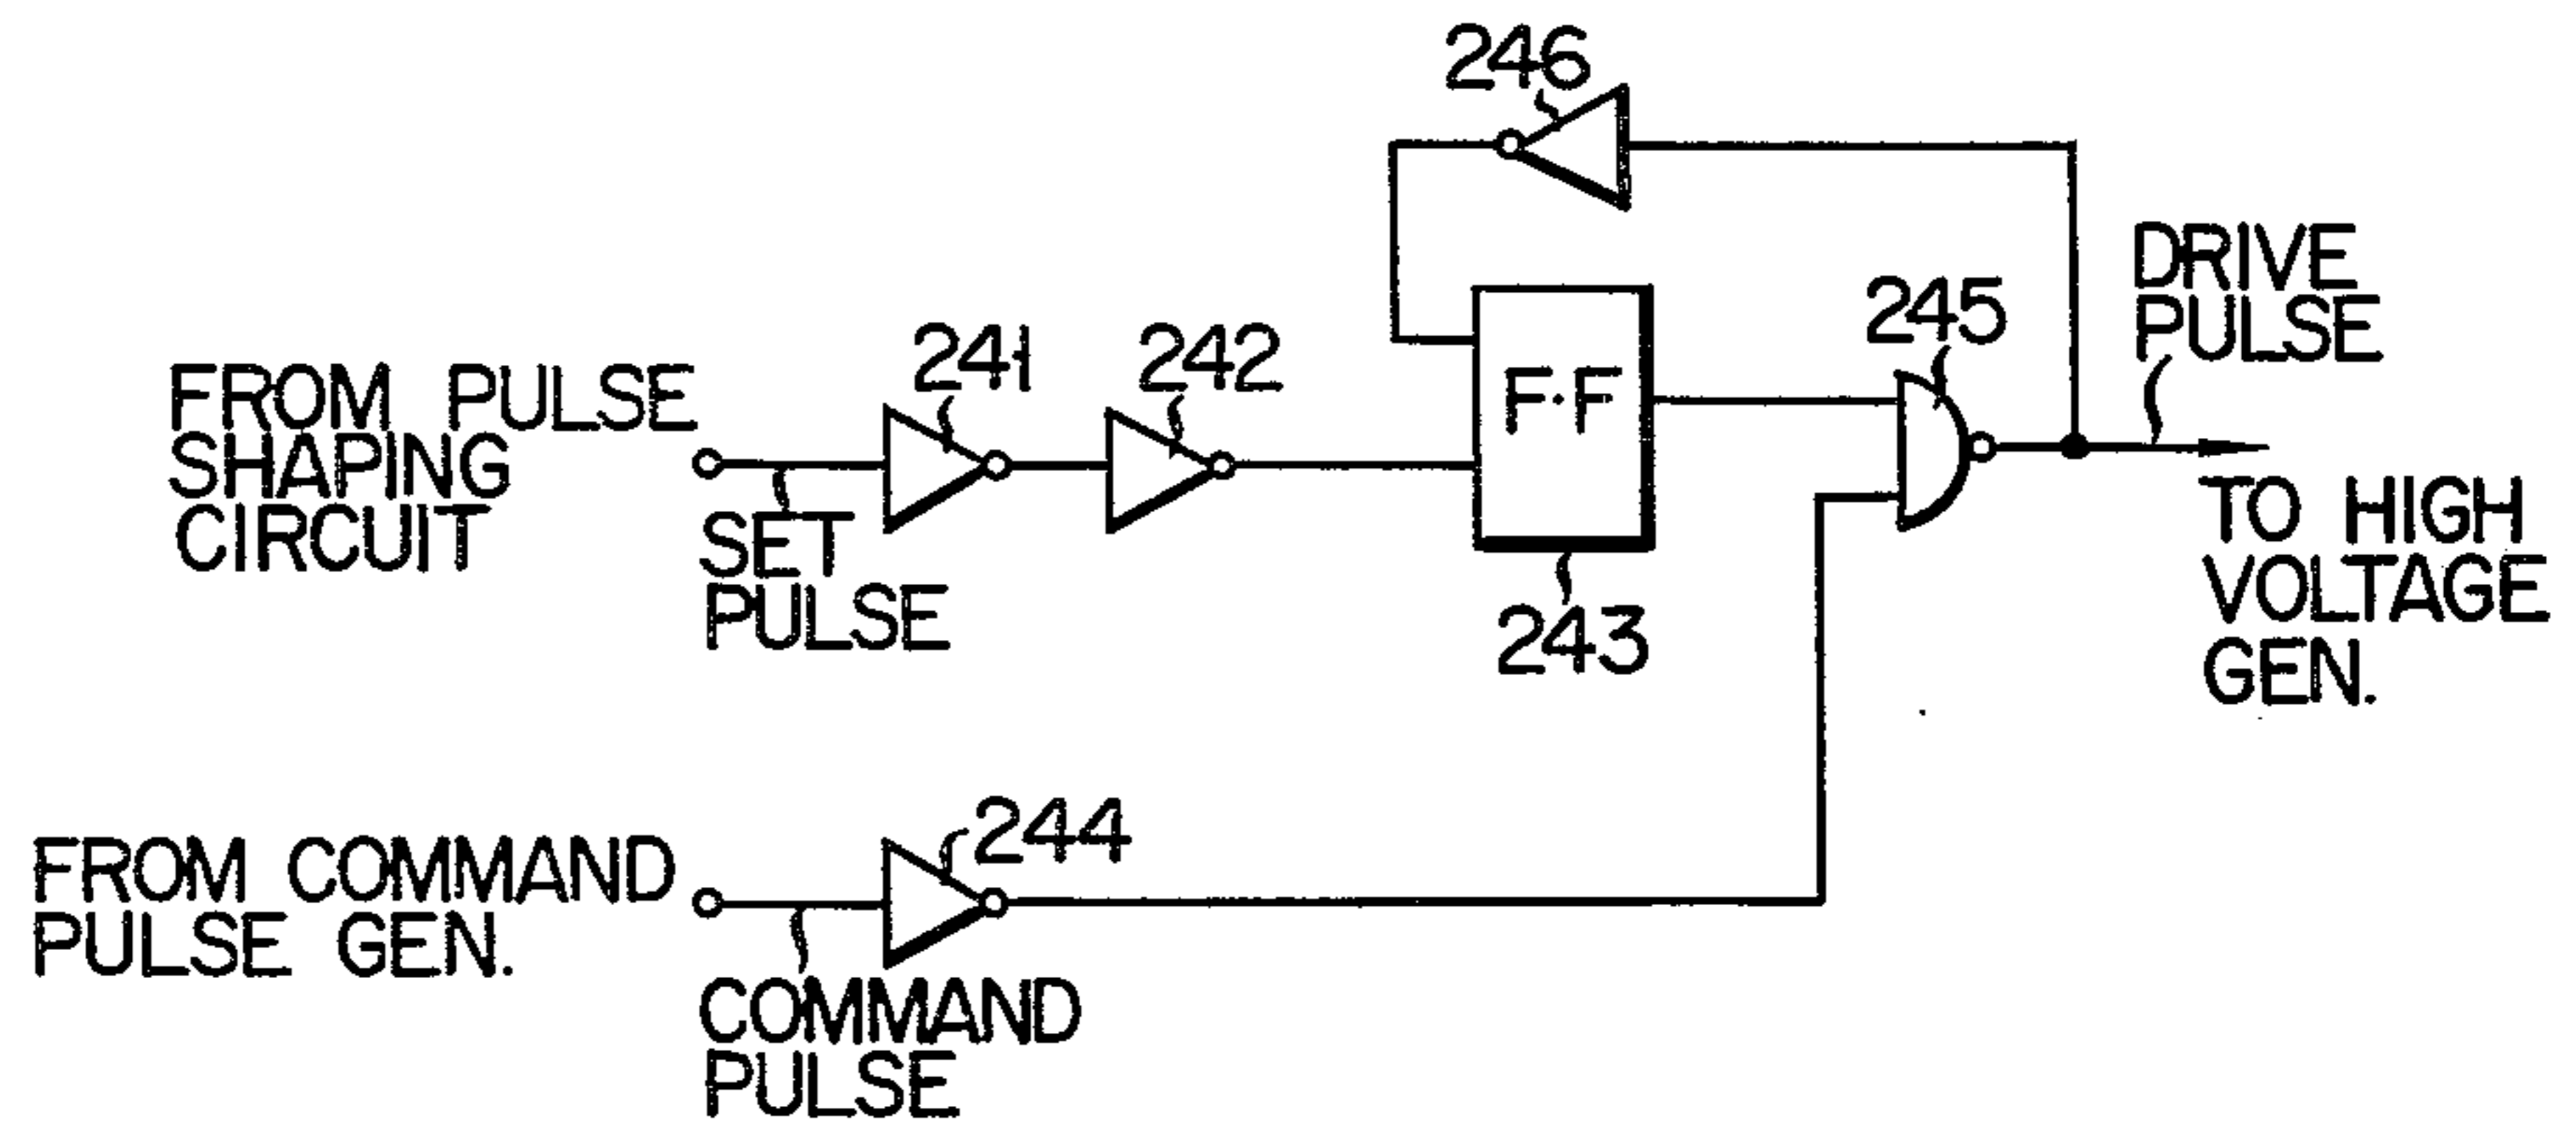 246
DRIVE
PULSE
245
241
242
FROM PULSE
SHAPING
CIRCUIT
F·F
SET
PULSE
TO HIGH
VOLTAGE
GEN.
243
244
FROM COMMAND
PULSE GEN.
COMMAND
PULSE